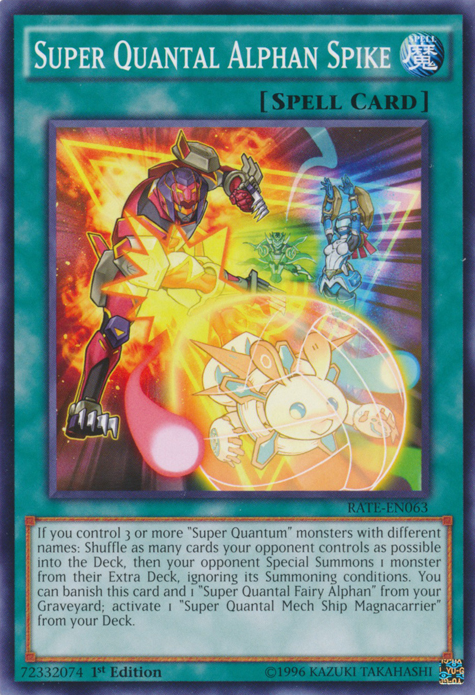 SUPER QUANTAL ALPHAN SPIKE
SPELL
魔
[SPELL CARD]
RATE-EN063
If you control 3 or more "Super Quantum" monsters with different
names: Shuffle as many cards your opponent controls as possible
into the Deck, then your opponent Special Summons 1 monster
from their Extra Deck, ignoring its Summoning conditions. You
can banish this card and 1 "Super Quantal Fairy Alphan" from your
Graveyard; activate 1 "Super Quantal Mech Ship Magnacarrier"
from your Deck.
72332074 1st Edition ©1996 KAZUKI TAKAHASHI